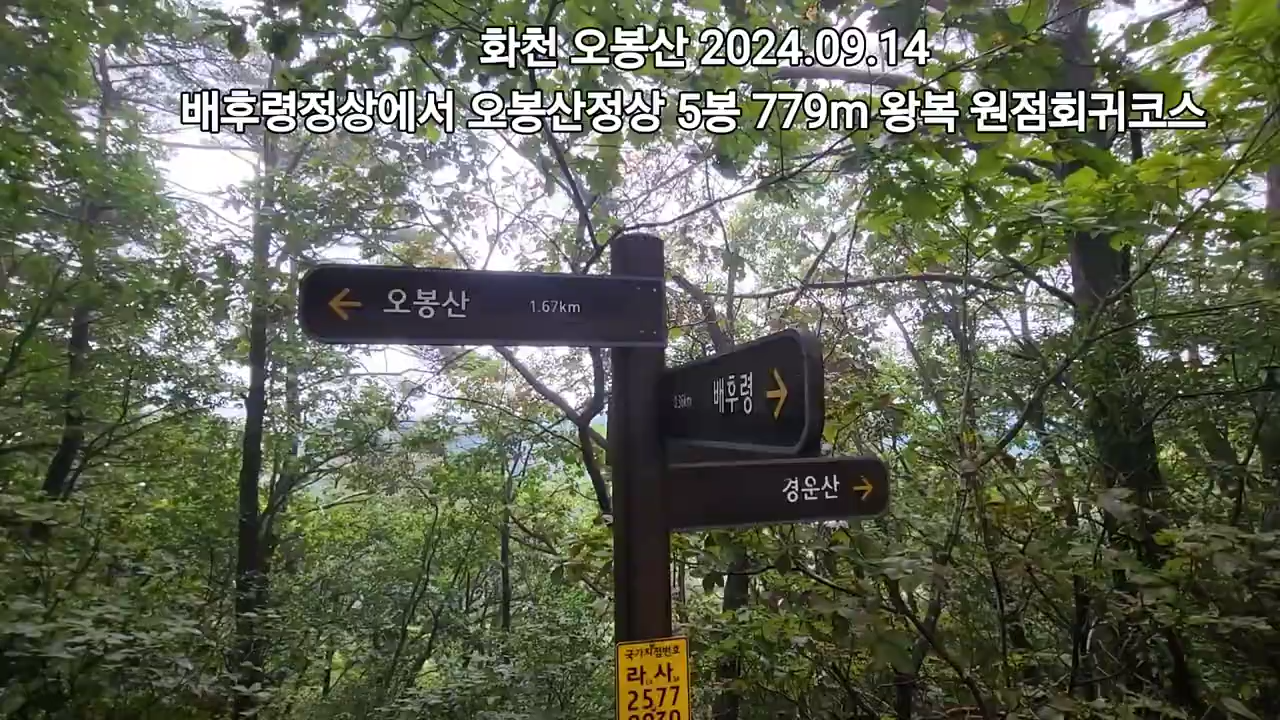 화천 오봉산 2024.09.14
배후령정상에서 오봉산정상 5봉 779m 왕복 원점회귀코스
← 오봉산 1.67km
배후령 →
경운산 →
국가지점번호
라 사
2577